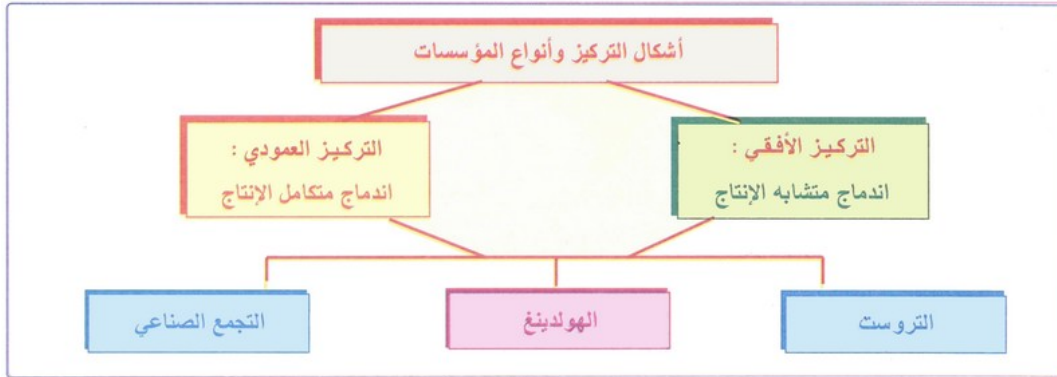 أشكال التركيز وأنواع المؤسسات
التركيز الأفقي :
اندماج متشابه الإنتاج
التركيز العمودي :
اندماج متكامل الإنتاج
التروست
الهولدينغ
التجمع الصناعي